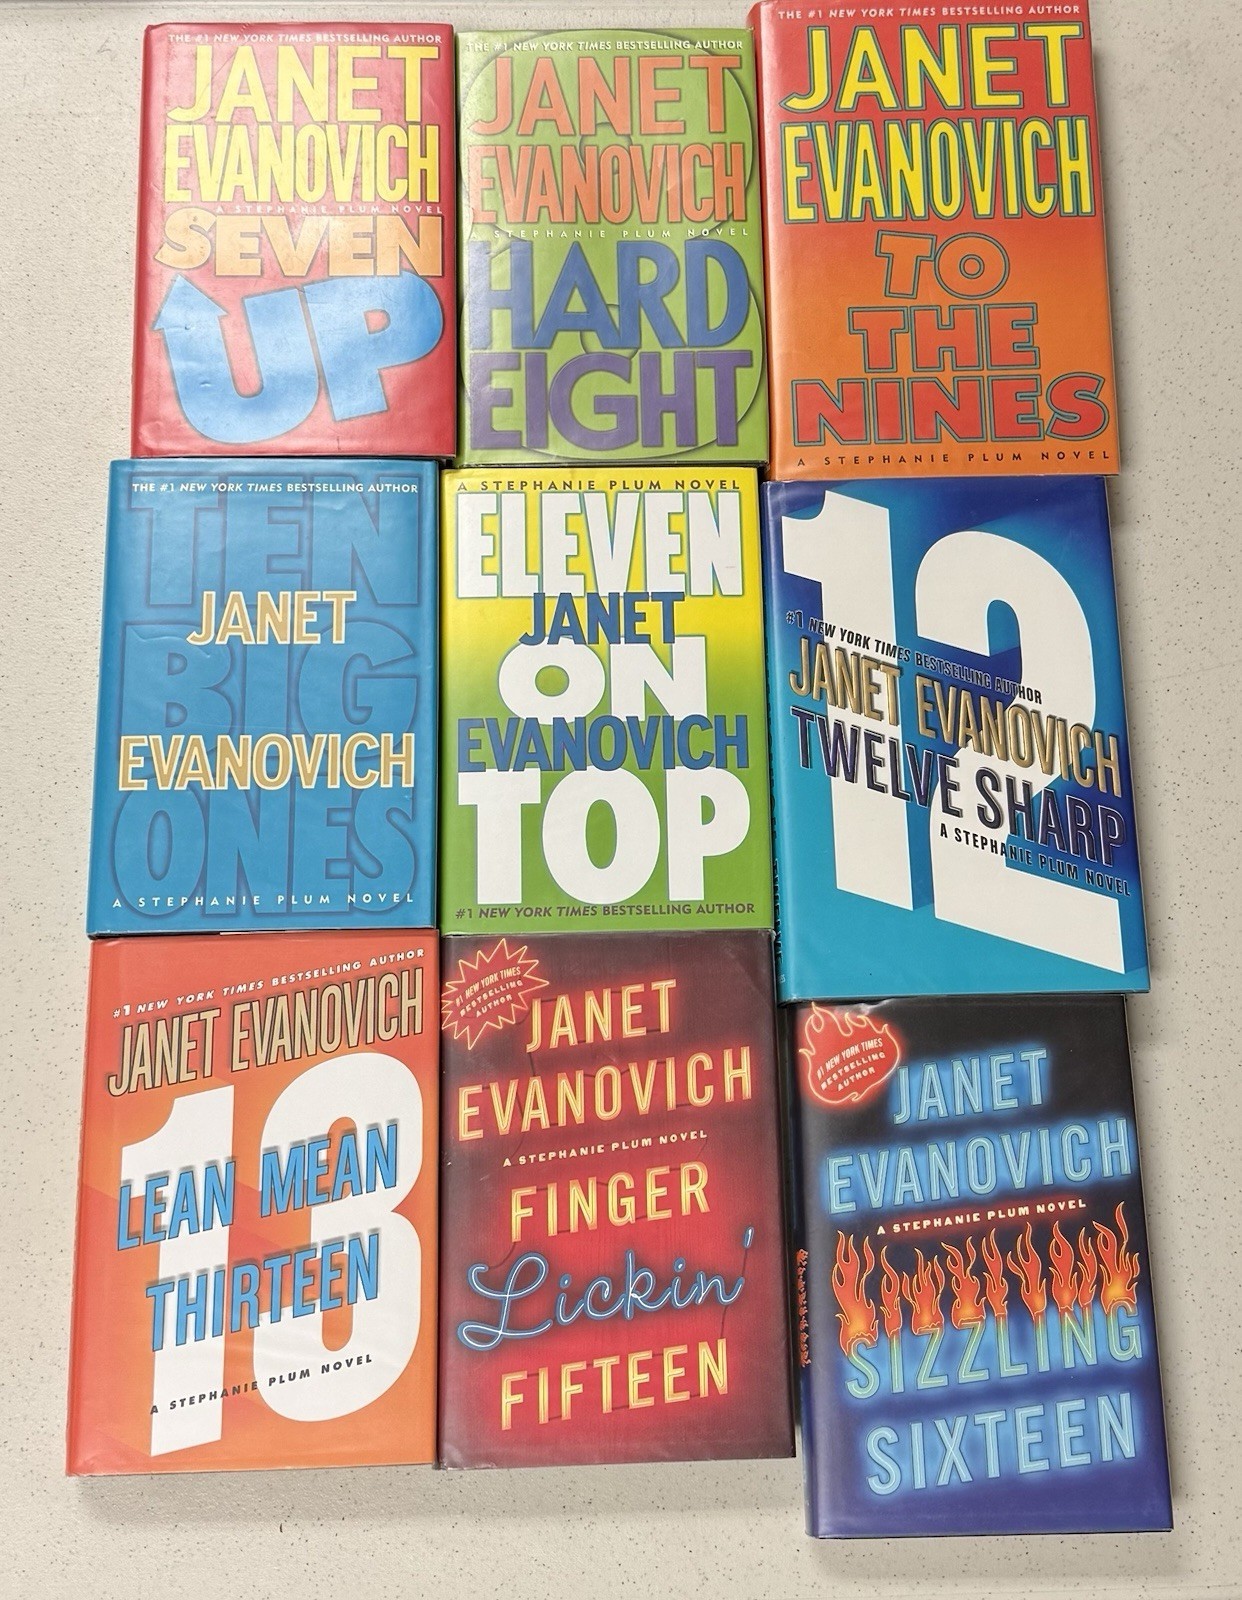 THE #1 NEW YORK TIMES BESTSELLING AUTHOR
JANET
EVANOVICH
A STEPHANIE PLUM NOVEL
SEVEN
UP
THE #1 NEW YORK TIMES BESTSELLING AUTHOR
JANET
EVANOVICH
A STEPHANIE PLUM NOVEL
HARD
EIGHT
THE #1 NEW YORK TIMES BESTSELLING AUTHOR
JANET
EVANOVICH
TO
THE
NINES
A STEPHANIE PLUM NOVEL
THE #1 NEW YORK TIMES BESTSELLING AUTHOR
TEN
JANET
BIG
EVANOVICH
ONES
A STEPHANIE PLUM NOVEL
A STEPHANIE PLUM NOVEL
ELEVEN
JANET
ON
EVANOVICH
TOP
#1 NEW YORK TIMES BESTSELLING AUTHOR
12
#1 NEW YORK TIMES BESTSELLING AUTHOR
JANET EVANOVICH
TWELVE SHARP
A STEPHANIE PLUM NOVEL
#1 NEW YORK TIMES BESTSELLING AUTHOR
JANET EVANOVICH
13
LEAN MEAN
THIRTEEN
A STEPHANIE PLUM NOVEL
#1 NEW YORK TIMES
BESTSELLING
AUTHOR
JANET
EVANOVICH
A STEPHANIE PLUM NOVEL
FINGER
Lickin'
FIFTEEN
#1 NEW YORK TIMES
BESTSELLING
AUTHOR
JANET
EVANOVICH
A STEPHANIE PLUM NOVEL
SIZZLING
SIXTEEN